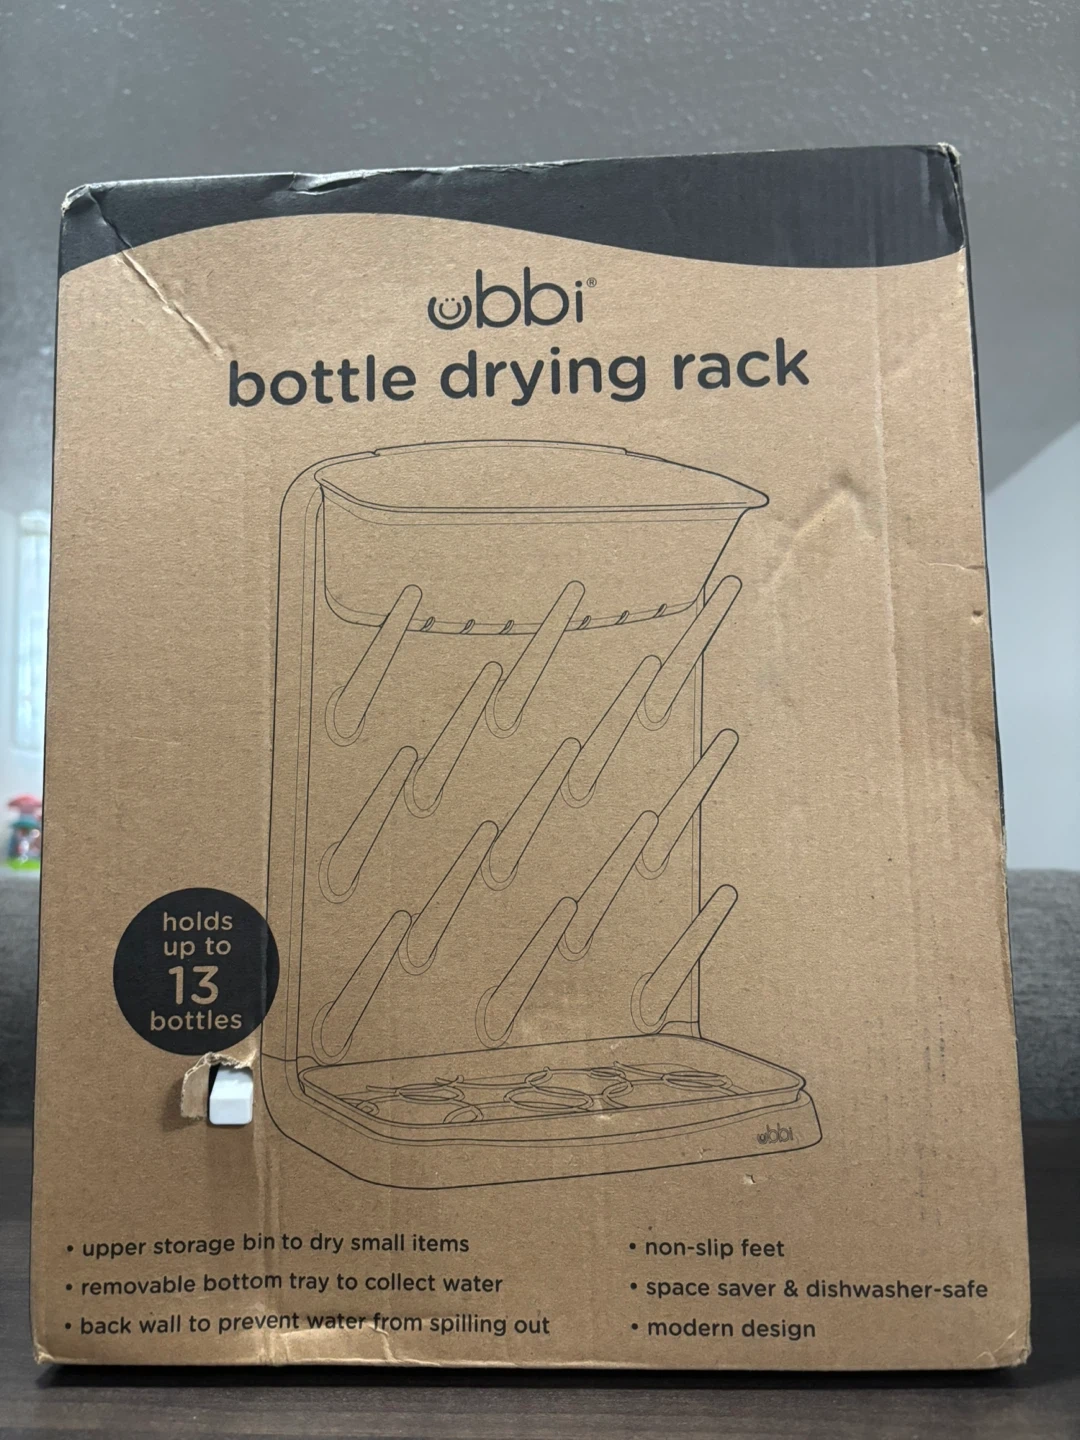 übbi®
bottle drying rack
holds
up to
13
bottles
übbi
• upper storage bin to dry small items
• removable bottom tray to collect water
• back wall to prevent water from spilling out
• non-slip feet
• space saver & dishwasher-safe
• modern design